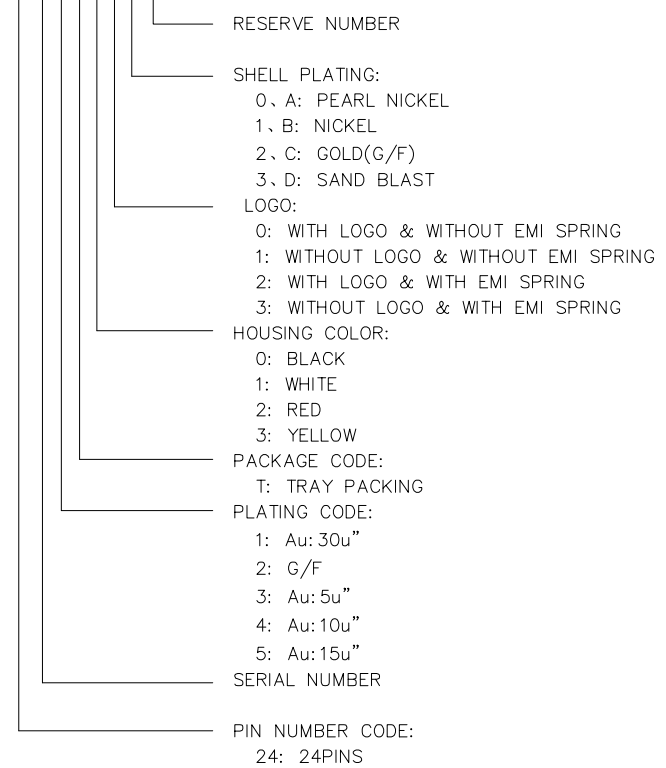 RESERVE NUMBER
SHELL PLATING:
0、A: PEARL NICKEL
1、B: NICKEL
2、C: GOLD(G/F)
3、D: SAND BLAST
LOGO:
0: WITH LOGO & WITHOUT EMI SPRING
1: WITHOUT LOGO & WITHOUT EMI SPRING
2: WITH LOGO & WITH EMI SPRING
3: WITHOUT LOGO & WITH EMI SPRING
HOUSING COLOR:
0: BLACK
1: WHITE
2: RED
3: YELLOW
PACKAGE CODE:
T: TRAY PACKING
PLATING CODE:
1: Au:30u”
2: G/F
3: Au:5u”
4: Au:10u”
5: Au:15u”
SERIAL NUMBER
PIN NUMBER CODE:
24: 24PINS